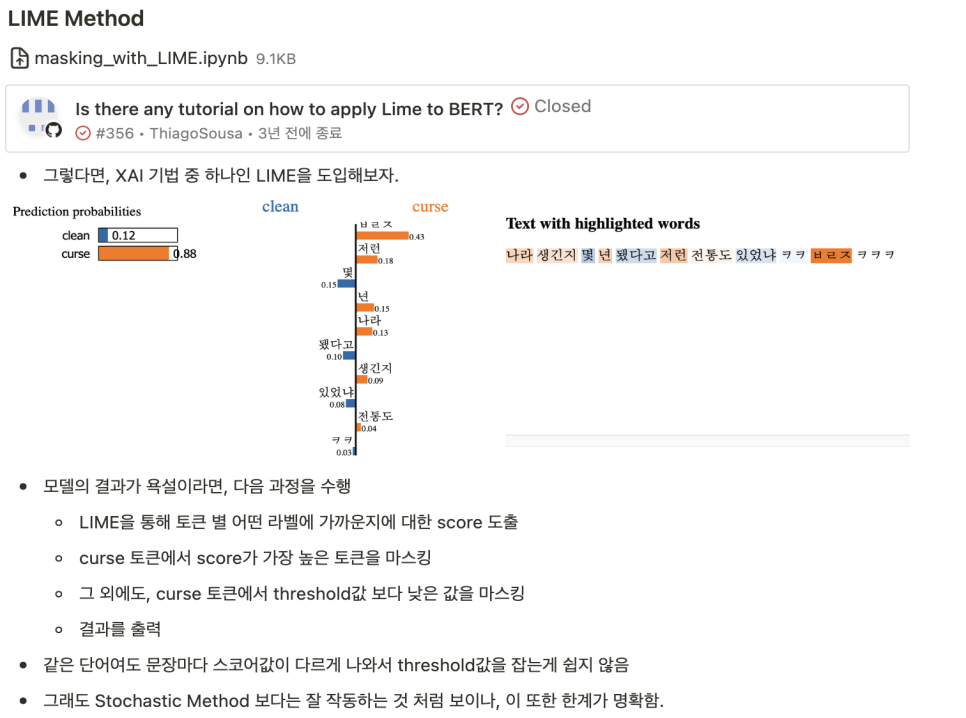 LIME Method
masking_with_LIME.ipynb 9.1KB
Is there any tutorial on how to apply Lime to BERT? Closed
#356 • ThiagoSousa • 3년 전에 종료
• 그렇다면, XAI 기법 중 하나인 LIME을 도입해보자.
Prediction probabilities
clean 0.12
curse 0.88
clean curse
ㅂㄹㅈ
0.43
저런
0.18
몇
0.15
년
0.15
나라
0.13
됐다고
0.10
생긴지
0.09
있었냐
0.08
전통도
0.04
ㅋㅋ
0.03
Text with highlighted words
나라 생긴지 몇 년 됐다고 저런 전통도 있었냐 ㅋㅋ ㅂㄹㅈ ㅋㅋㅋ
• 모델의 결과가 욕설이라면, 다음 과정을 수행
◦ LIME을 통해 토큰 별 어떤 라벨에 가까운지에 대한 score 도출
◦ curse 토큰에서 score가 가장 높은 토큰을 마스킹
◦ 그 외에도, curse 토큰에서 threshold값 보다 낮은 값을 마스킹
◦ 결과를 출력
• 같은 단어여도 문장마다 스코어값이 다르게 나와서 threshold값을 잡는게 쉽지 않음
• 그래도 Stochastic Method 보다는 잘 작동하는 것 처럼 보이나, 이 또한 한계가 명확함.